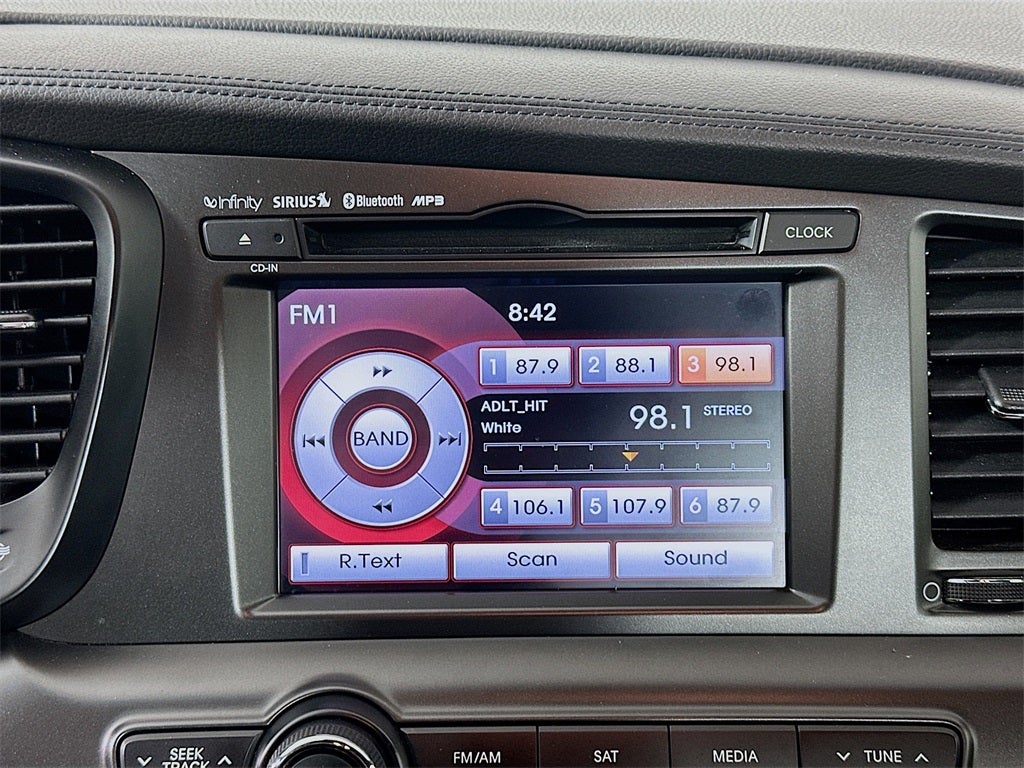 Infinity SIRIUS Bluetooth MP3
CLOCK
CD-IN
FM1 8:42
1 87.9 2 88.1 3 98.1
ADLT_HIT 98.1 STEREO
White
BAND
4 106.1 5 107.9 6 87.9
R.Text Scan Sound
SEEK
TRACK
FM/AM SAT MEDIA TUNE